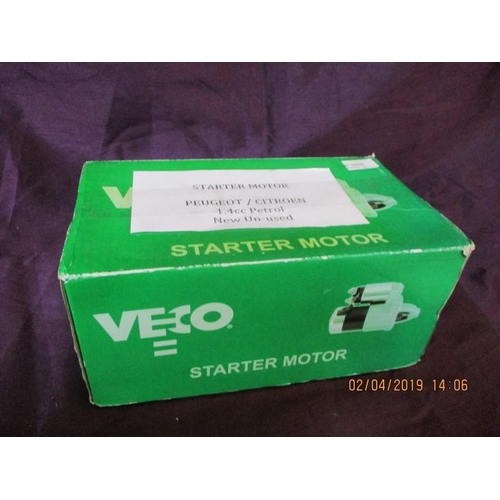 STARTER MOTOR
PEUGEOT / CITROEN
1.4cc Petrol
New Un-used
STARTER MOTOR
VECO®
STARTER MOTOR
02/04/2019 14:06